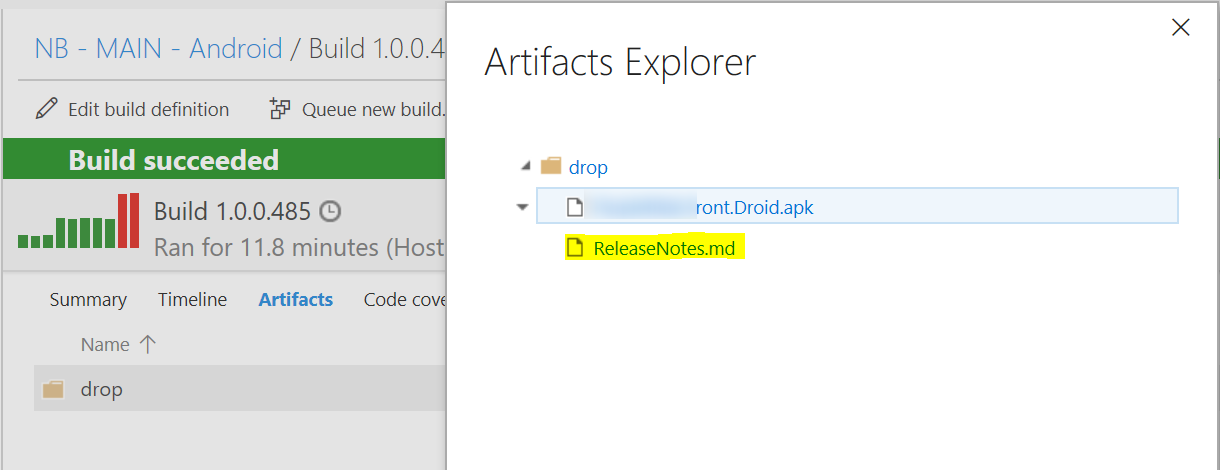 NB - MAIN - Android / Build 1.0.0.4
Edit build definition
Queue new build.
Build succeeded
Build 1.0.0.485
Ran for 11.8 minutes (Host
Summary
Timeline
Artifacts
Code cove
Name
drop
Artifacts Explorer
drop
ront.Droid.apk
ReleaseNotes.md